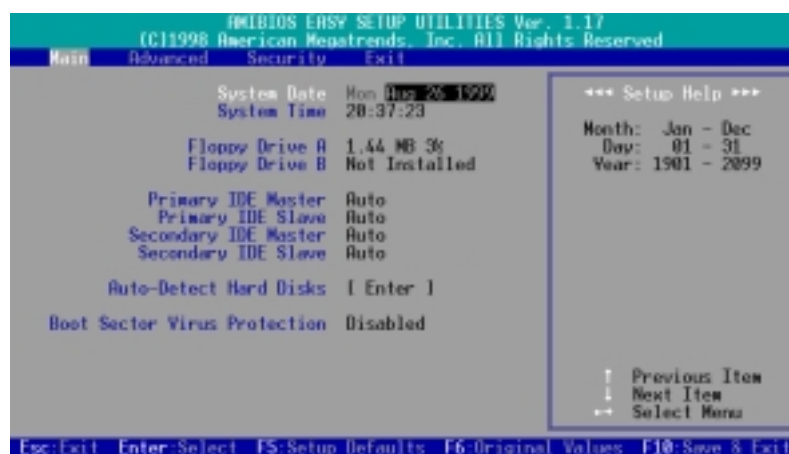 AMIBIOS EASY SETUP UTILITIES Ver. 1.17
(C)1998 American Megatrends, Inc. All Rights Reserved
Main Advanced Security Exit
System Date Mon Aug 26 1999
System Time 20:37:23
Floppy Drive A 1.44 MB 3½
Floppy Drive B Not Installed
Primary IDE Master Auto
Primary IDE Slave Auto
Secondary IDE Master Auto
Secondary IDE Slave Auto
Auto-Detect Hard Disks [ Enter ]
Boot Sector Virus Protection Disabled
*** Setup Help ***
Month: Jan - Dec
Day: 01 - 31
Year: 1901 - 2099
↑ Previous Item
↓ Next Item
↔ Select Menu
Esc:Exit Enter:Select F5:Setup Defaults F6:Original Values F10:Save & Exit